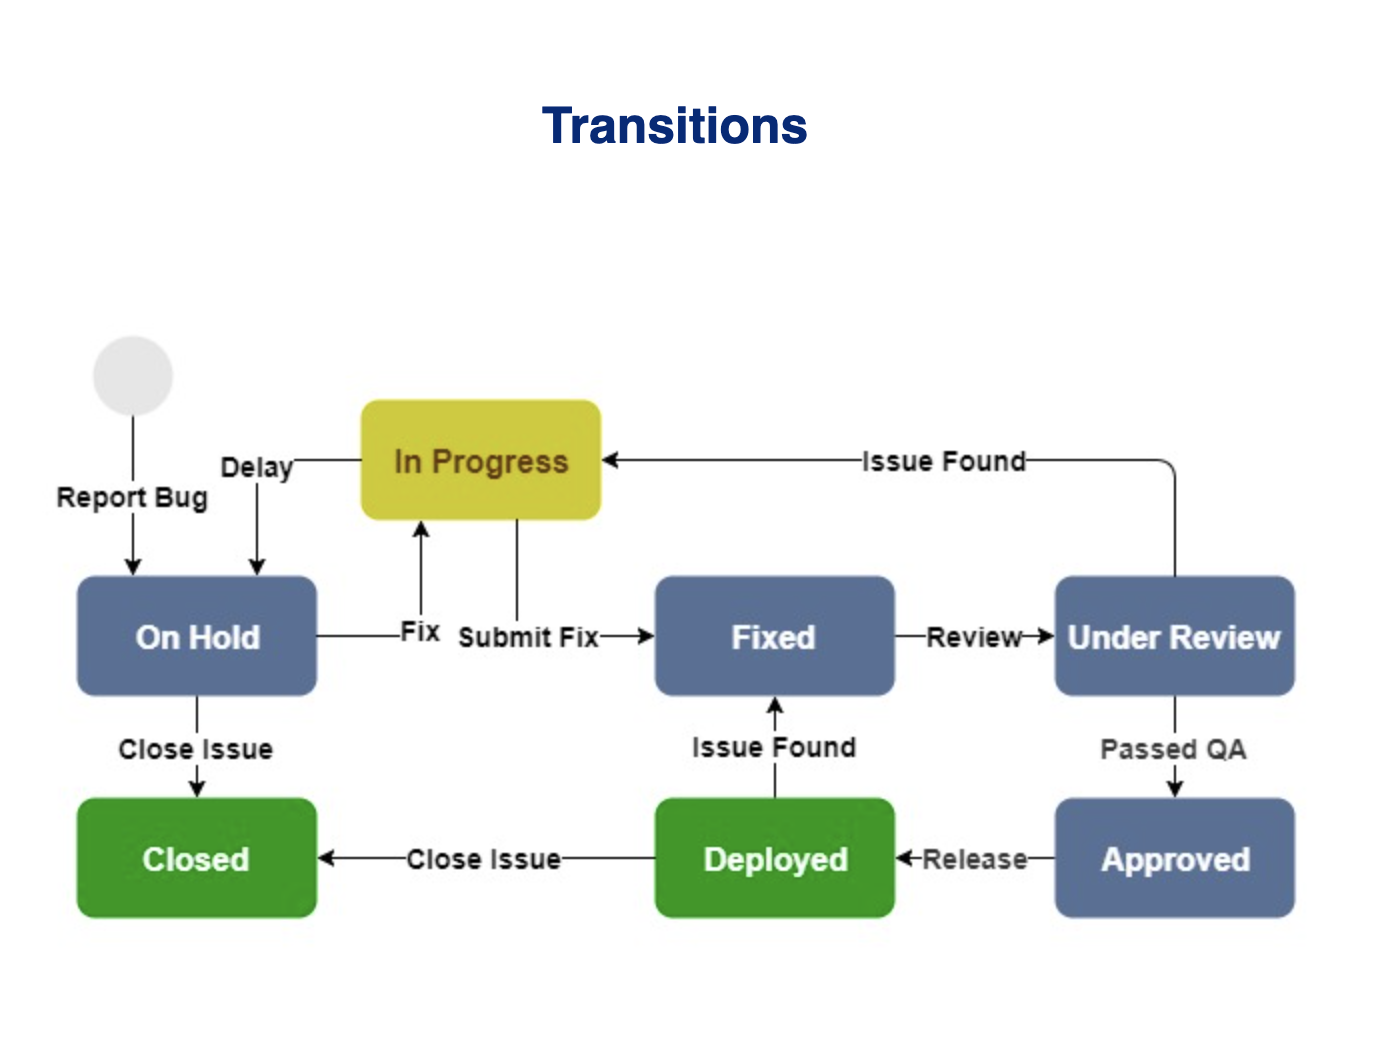 Transitions
In Progress
Issue Found
Delay
Report Bug
On Hold
Fix
Submit Fix
Fixed
Review
Under Review
Close Issue
Issue Found
Passed QA
Closed
Close Issue
Deployed
Release
Approved